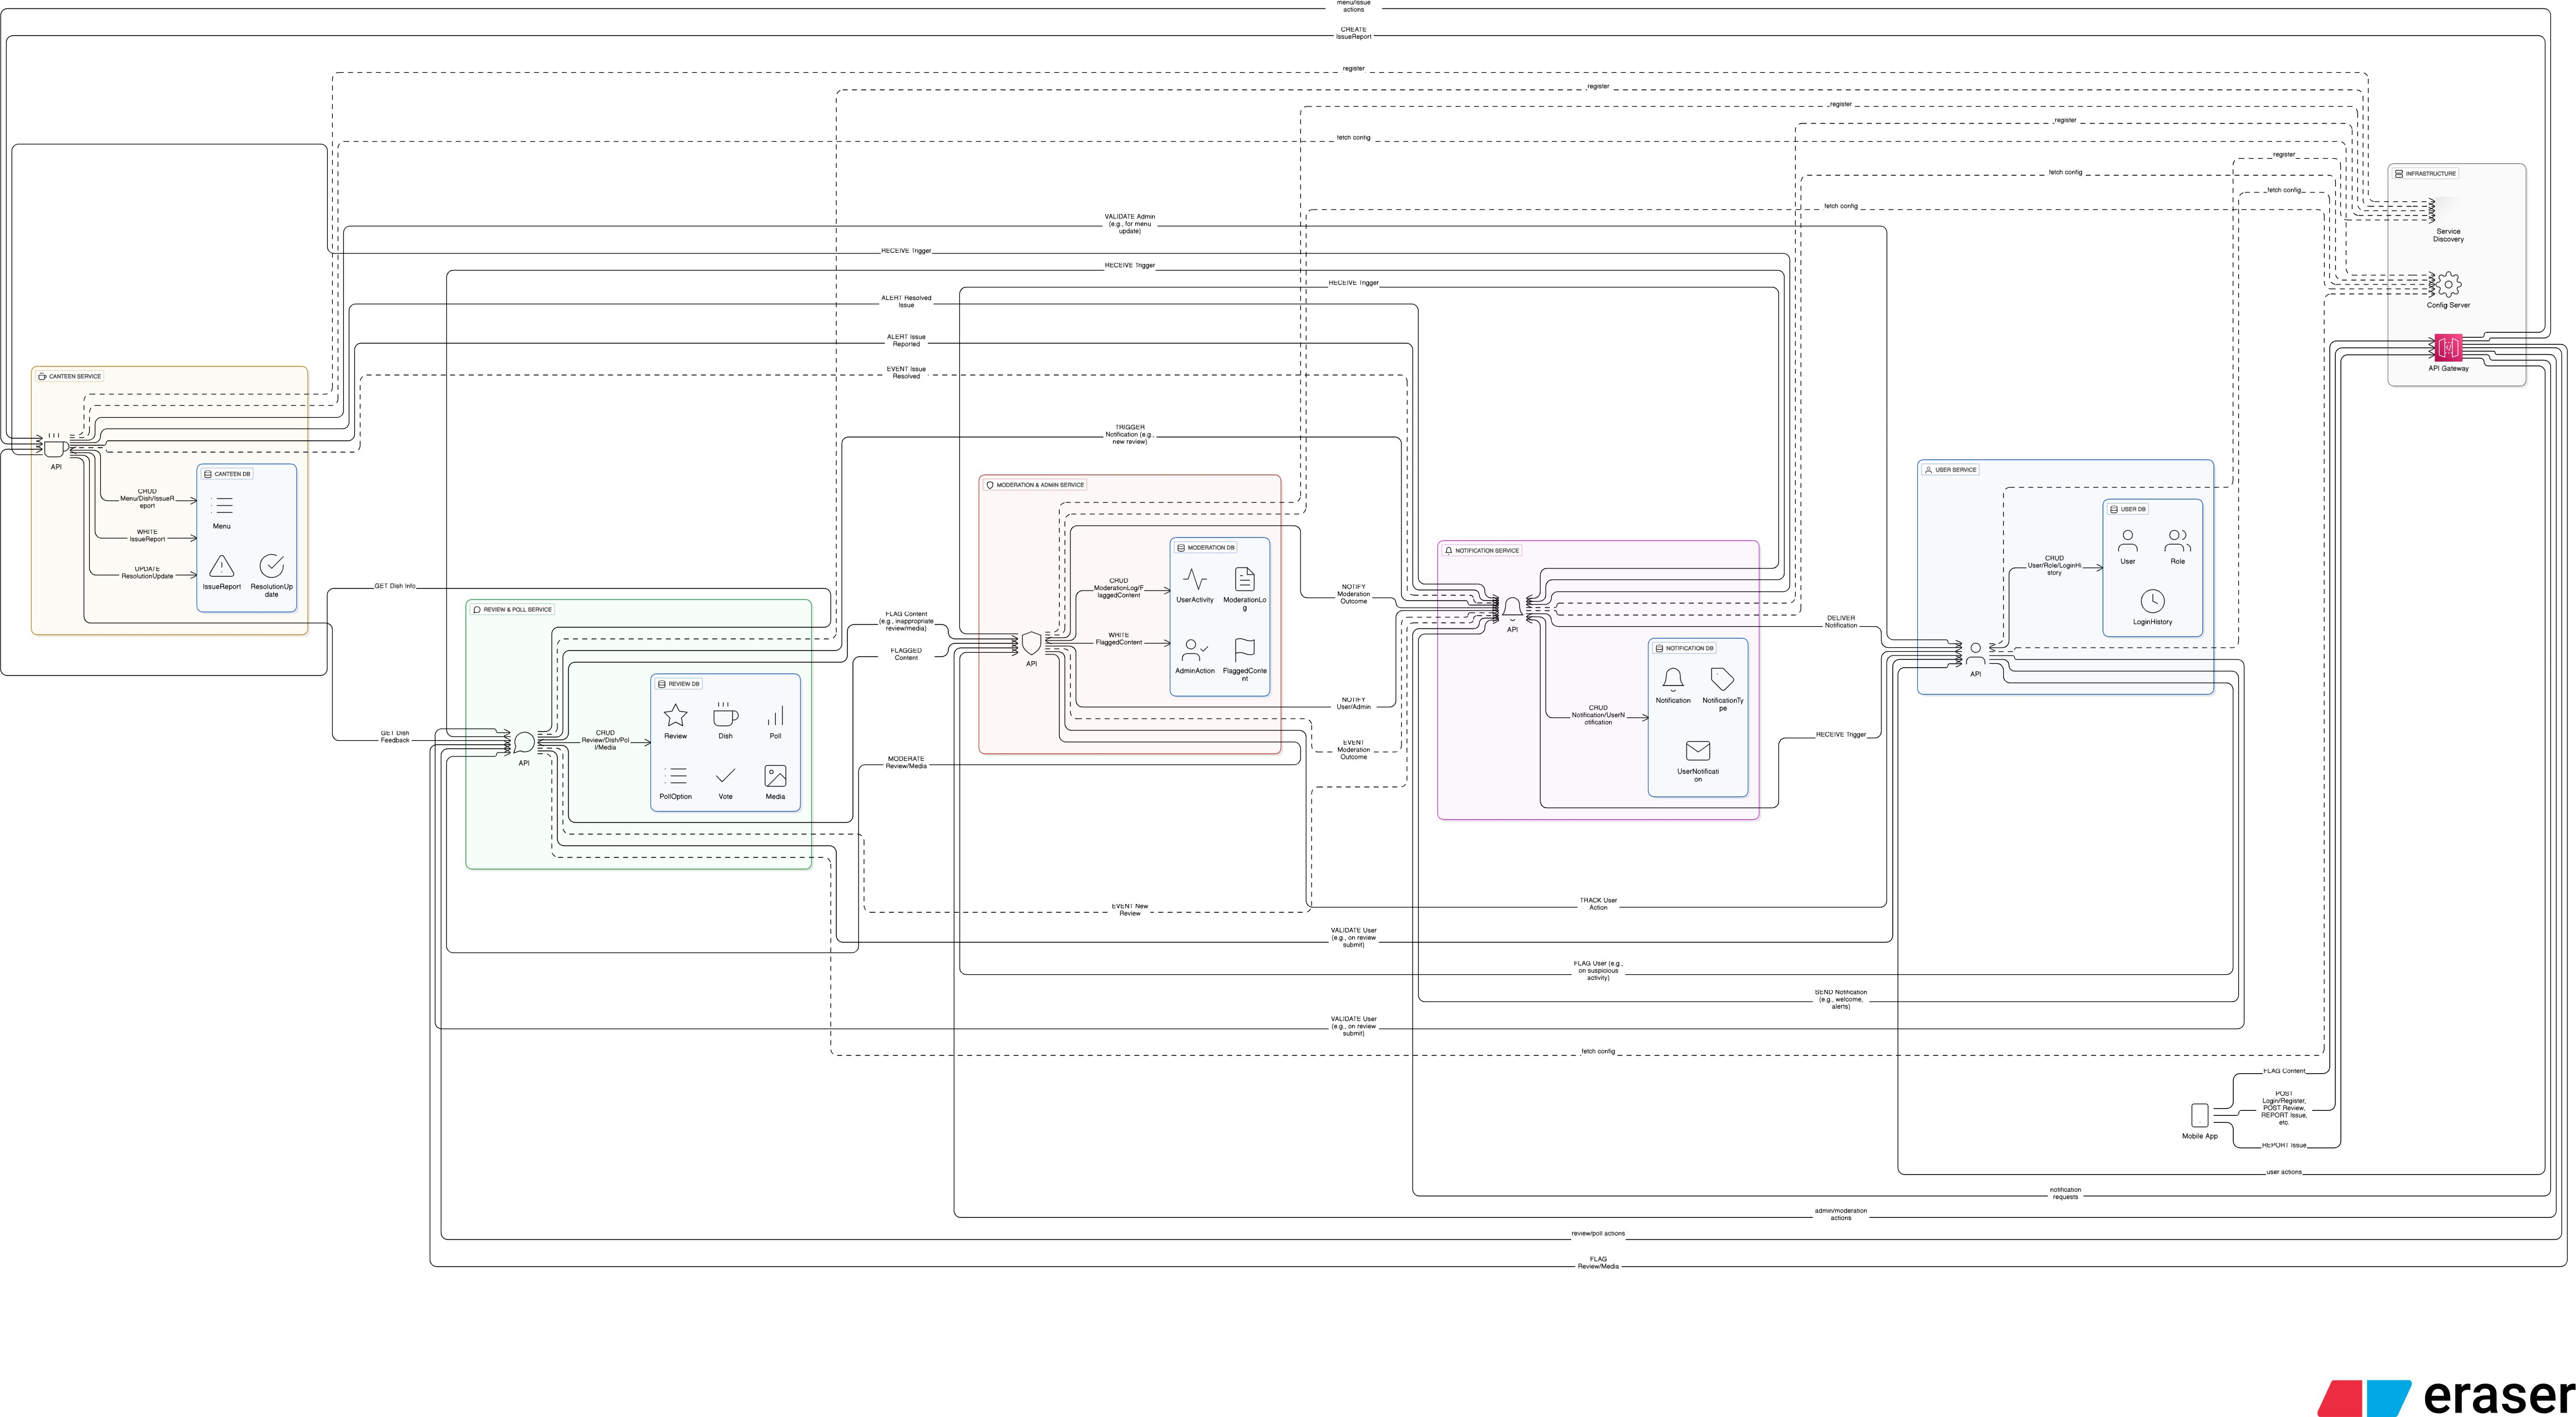 menu/issue
actions
CREATE
IssueReport
register
register
register
register
fetch config
register
fetch config
fetch config
fetch config
INFRASTRUCTURE
Service
Discovery
Config Server
API Gateway
VALIDATE Admin
(e.g., for menu
update)
RECEIVE Trigger
RECEIVE Trigger
RECEIVE Trigger
ALERT Resolved
Issue
ALERT Issue
Reported
EVENT Issue
Resolved
TRIGGER
Notification (e.g.,
new review)
CANTEEN SERVICE
API
CANTEEN DB
CRUD
Menu/Dish/IssueR
eport
WRITE
IssueReport
UPDATE
ResolutionUpdate
Menu
IssueReport
ResolutionUp
date
GET Dish Info
GET Dish
Feedback
REVIEW & POLL SERVICE
API
REVIEW DB
CRUD
Review/Dish/Pol
l/Media
Review
Dish
Poll
PollOption
Vote
Media
FLAG Content
(e.g., inappropriate
review/media)
FLAGGED
Content
MODERATE
Review/Media
MODERATION & ADMIN SERVICE
API
MODERATION DB
CRUD
ModerationLog/F
laggedContent
WRITE
FlaggedContent
UserActivity
ModerationLo
g
AdminAction
FlaggedConte
nt
NOTIFY
Moderation
Outcome
NOTIFY
User/Admin
EVENT
Moderation
Outcome
NOTIFICATION SERVICE
API
NOTIFICATION DB
CRUD
Notification/UserN
otification
Notification
NotificationTy
pe
UserNotificati
on
DELIVER
Notification
RECEIVE Trigger
USER SERVICE
API
USER DB
CRUD
User/Role/LoginHi
story
User
Role
LoginHistory
EVENT New
Review
TRACK User
Action
VALIDATE User
(e.g., on review
submit)
FLAG User (e.g.,
on suspicious
activity)
SEND Notification
(e.g., welcome,
alerts)
VALIDATE User
(e.g., on review
submit)
fetch config
Mobile App
FLAG Content
POST
Login/Register,
POST Review,
REPORT Issue,
etc.
REPORT Issue
user actions
notification
requests
admin/moderation
actions
review/poll actions
FLAG
Review/Media
eraser